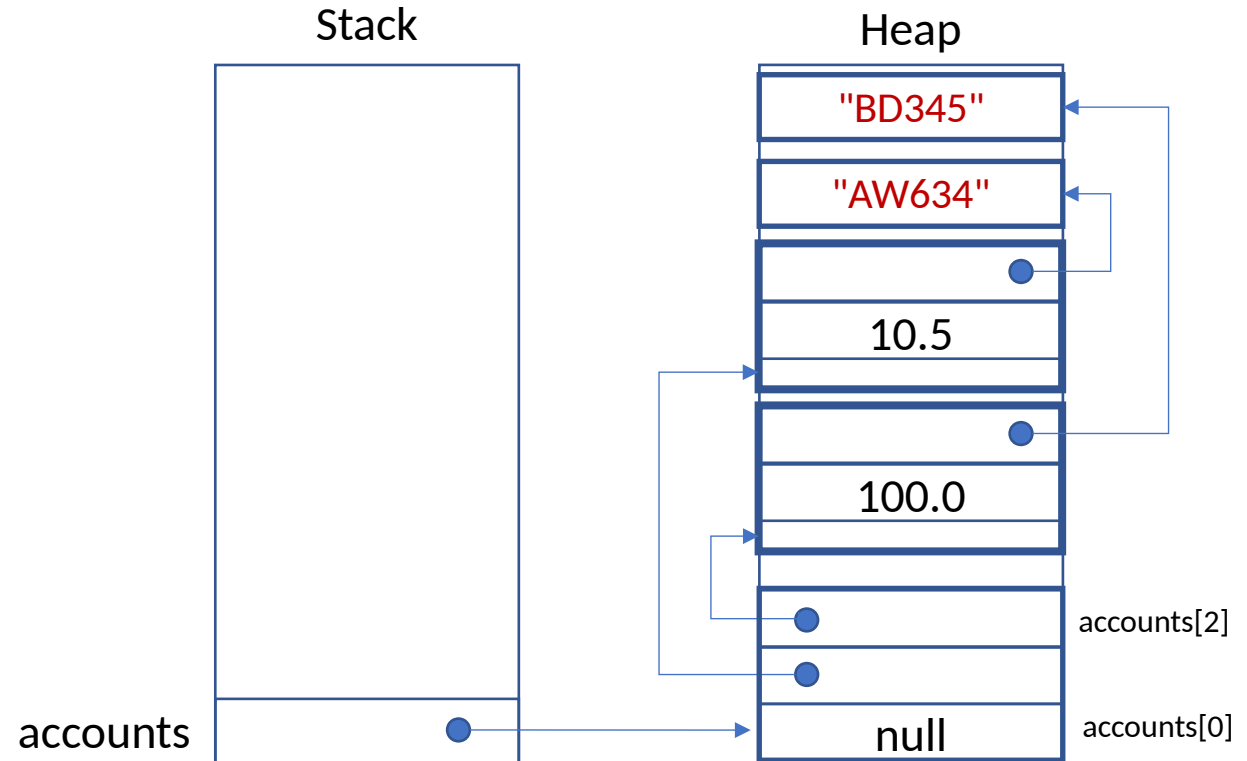 Stack
Heap
"BD345"
"AW634"
10.5
100.0
accounts[2]
accounts
null
accounts[0]